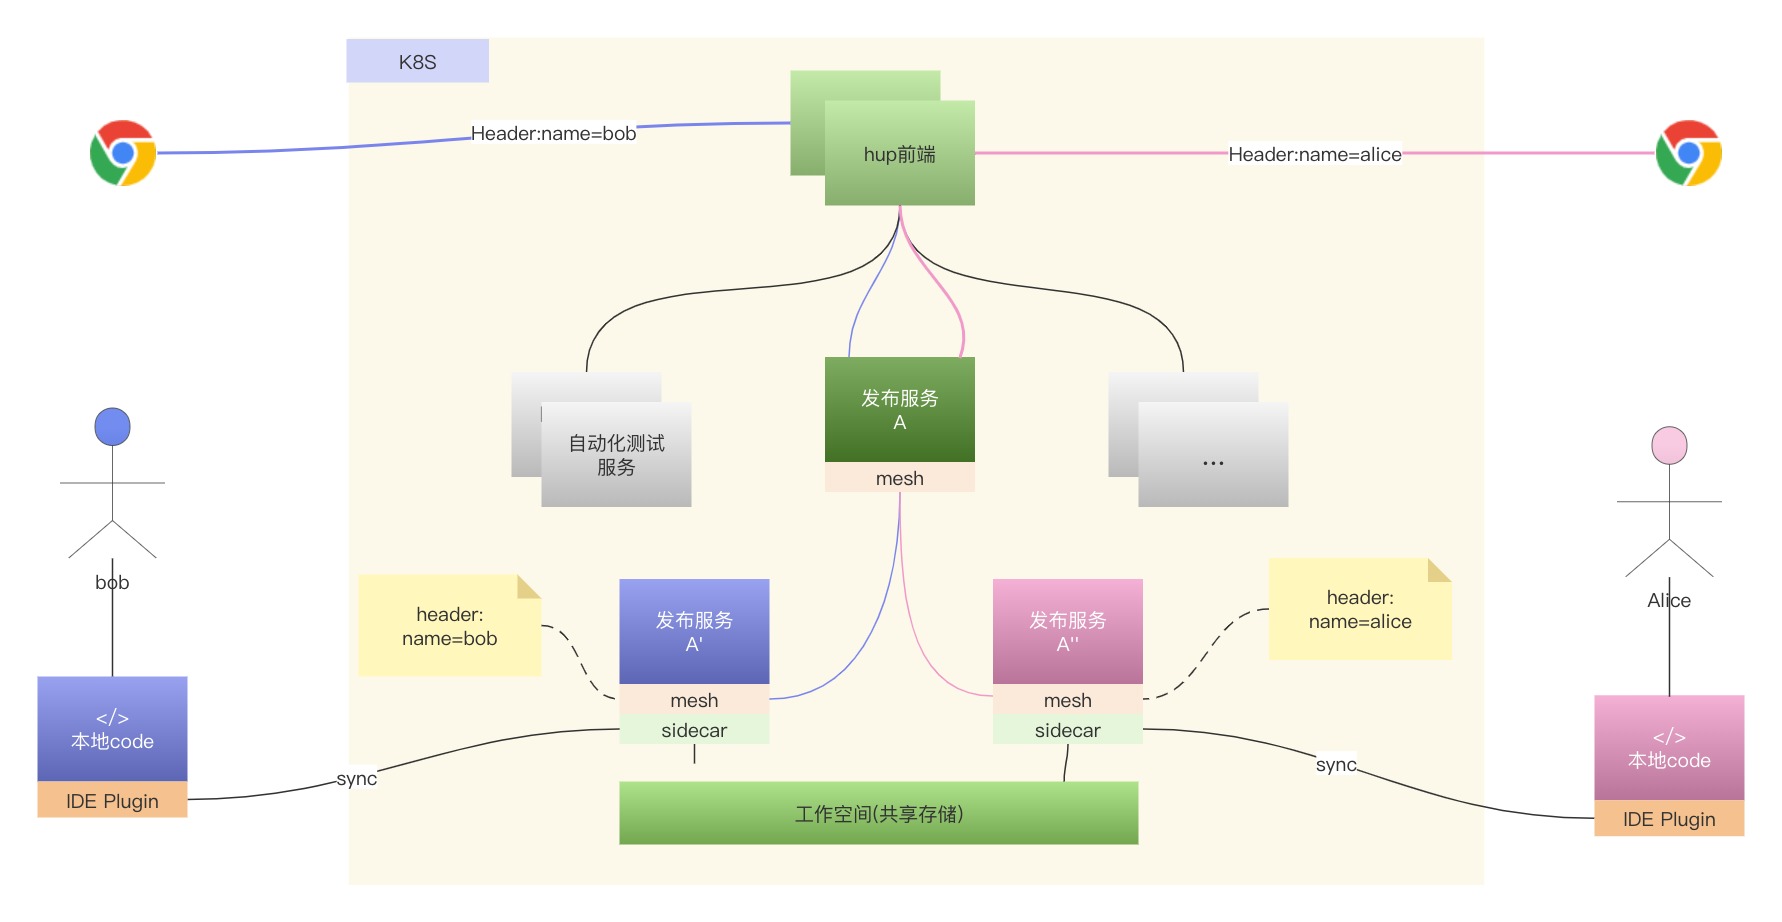 K8S
Header:name=bob
hup前端
Header:name=alice
自动化测试
服务
发布服务
A
mesh
...
bob
header:
name=bob
发布服务
A'
mesh
sidecar
发布服务
A''
mesh
sidecar
header:
name=alice
Alice
</>
本地code
IDE Plugin
sync
sync
</>
本地code
IDE Plugin
工作空间(共享存储)